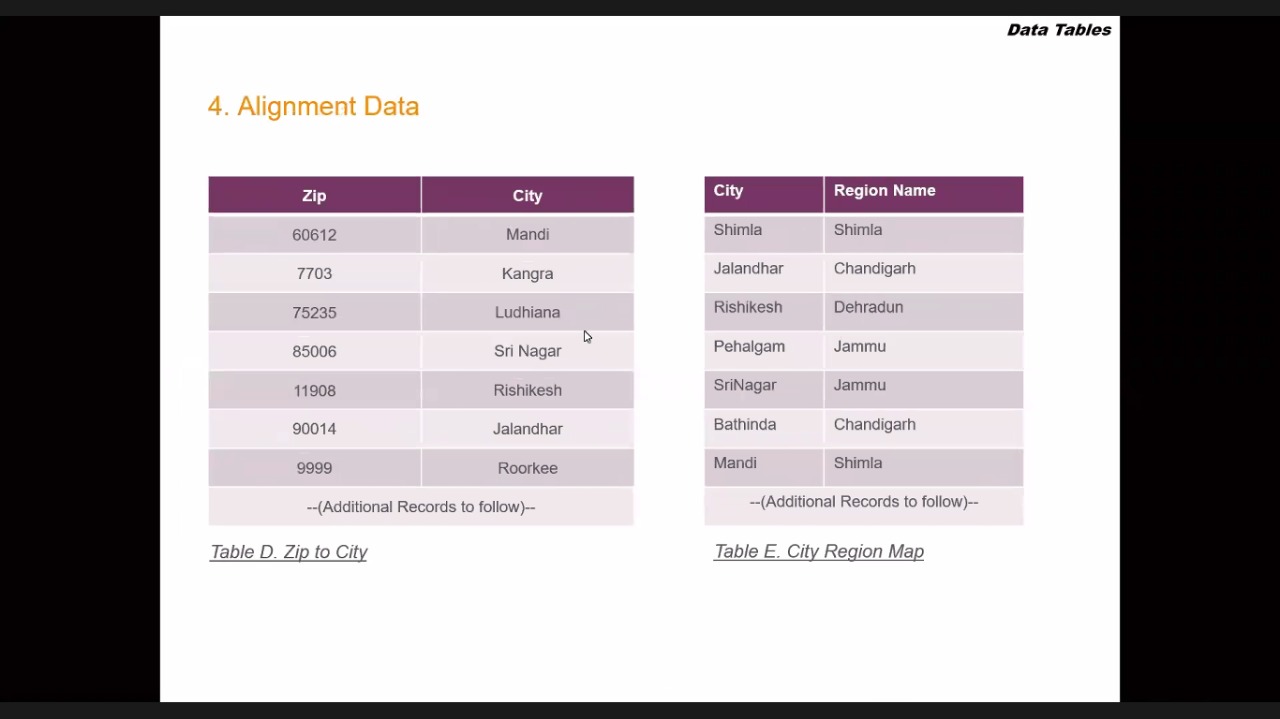 Data Tables
4. Alignment Data
Zip City
60612 Mandi
7703 Kangra
75235 Ludhiana
85006 Sri Nagar
11908 Rishikesh
90014 Jalandhar
9999 Roorkee
--(Additional Records to follow)--
Table D. Zip to City
City Region Name
Shimla Shimla
Jalandhar Chandigarh
Rishikesh Dehradun
Pehalgam Jammu
SriNagar Jammu
Bathinda Chandigarh
Mandi Shimla
--(Additional Records to follow)--
Table E. City Region Map